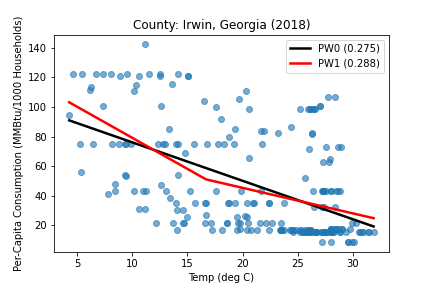 County: Irwin, Georgia (2018)
PW0 (0.275)
PW1 (0.288)
Per-Capita Consumption (MMBtu/1000 Households)
140
120
100
80
60
40
20
5 10 15 20 25 30
Temp (deg C)